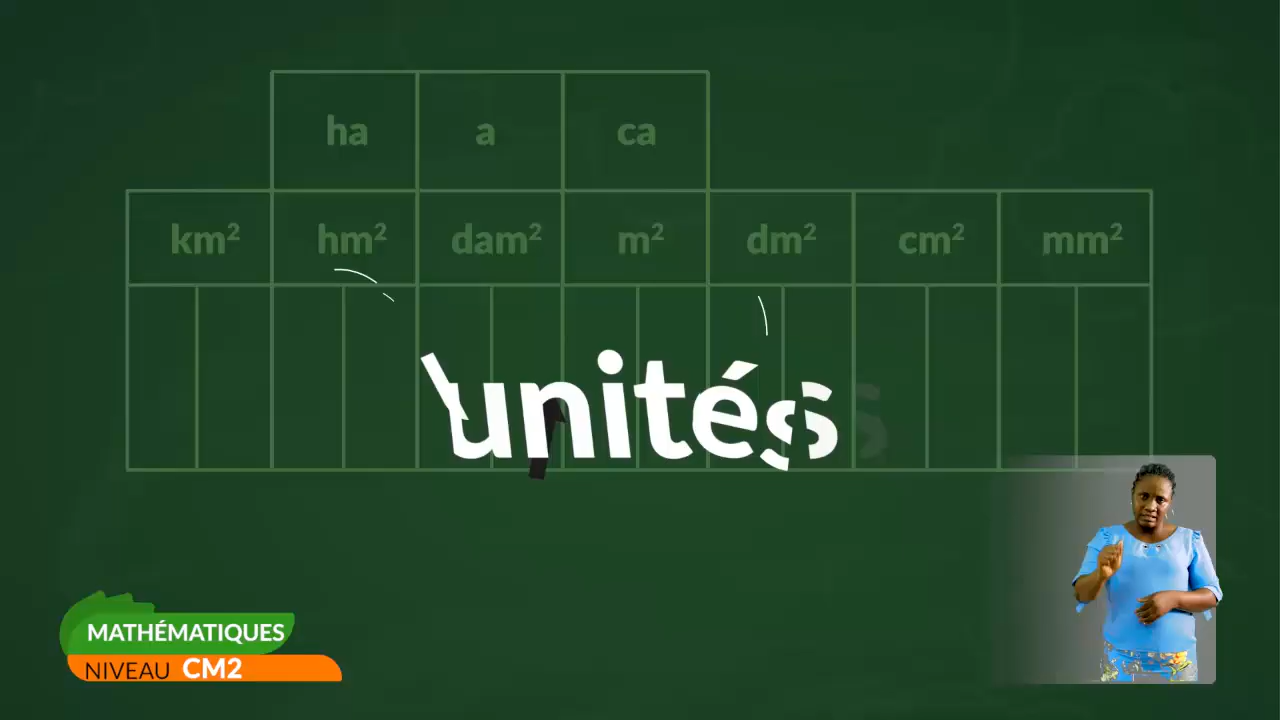 ha a ca
km² hm² dam² m² dm² cm² mm²
unités
MATHÉMATIQUES
NIVEAU CM2